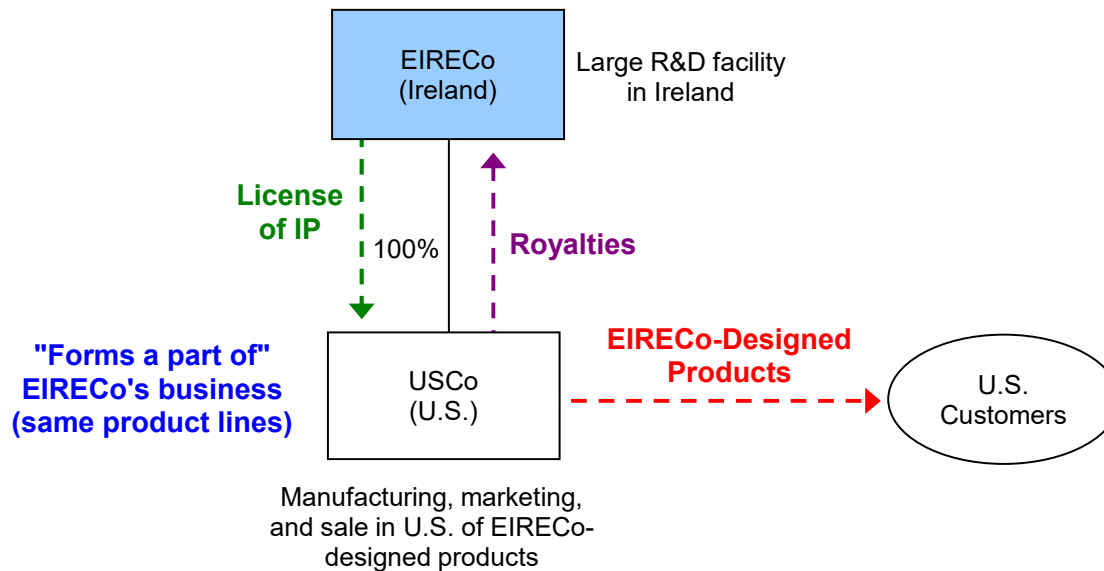 EIRECo
(Ireland)
Large R&D facility
in Ireland
License
of IP
100%
Royalties
"Forms a part of"
EIRECo's business
(same product lines)
USCo
(U.S.)
EIRECo-Designed
Products
U.S.
Customers
Manufacturing, marketing,
and sale in U.S. of EIRECo-
designed products